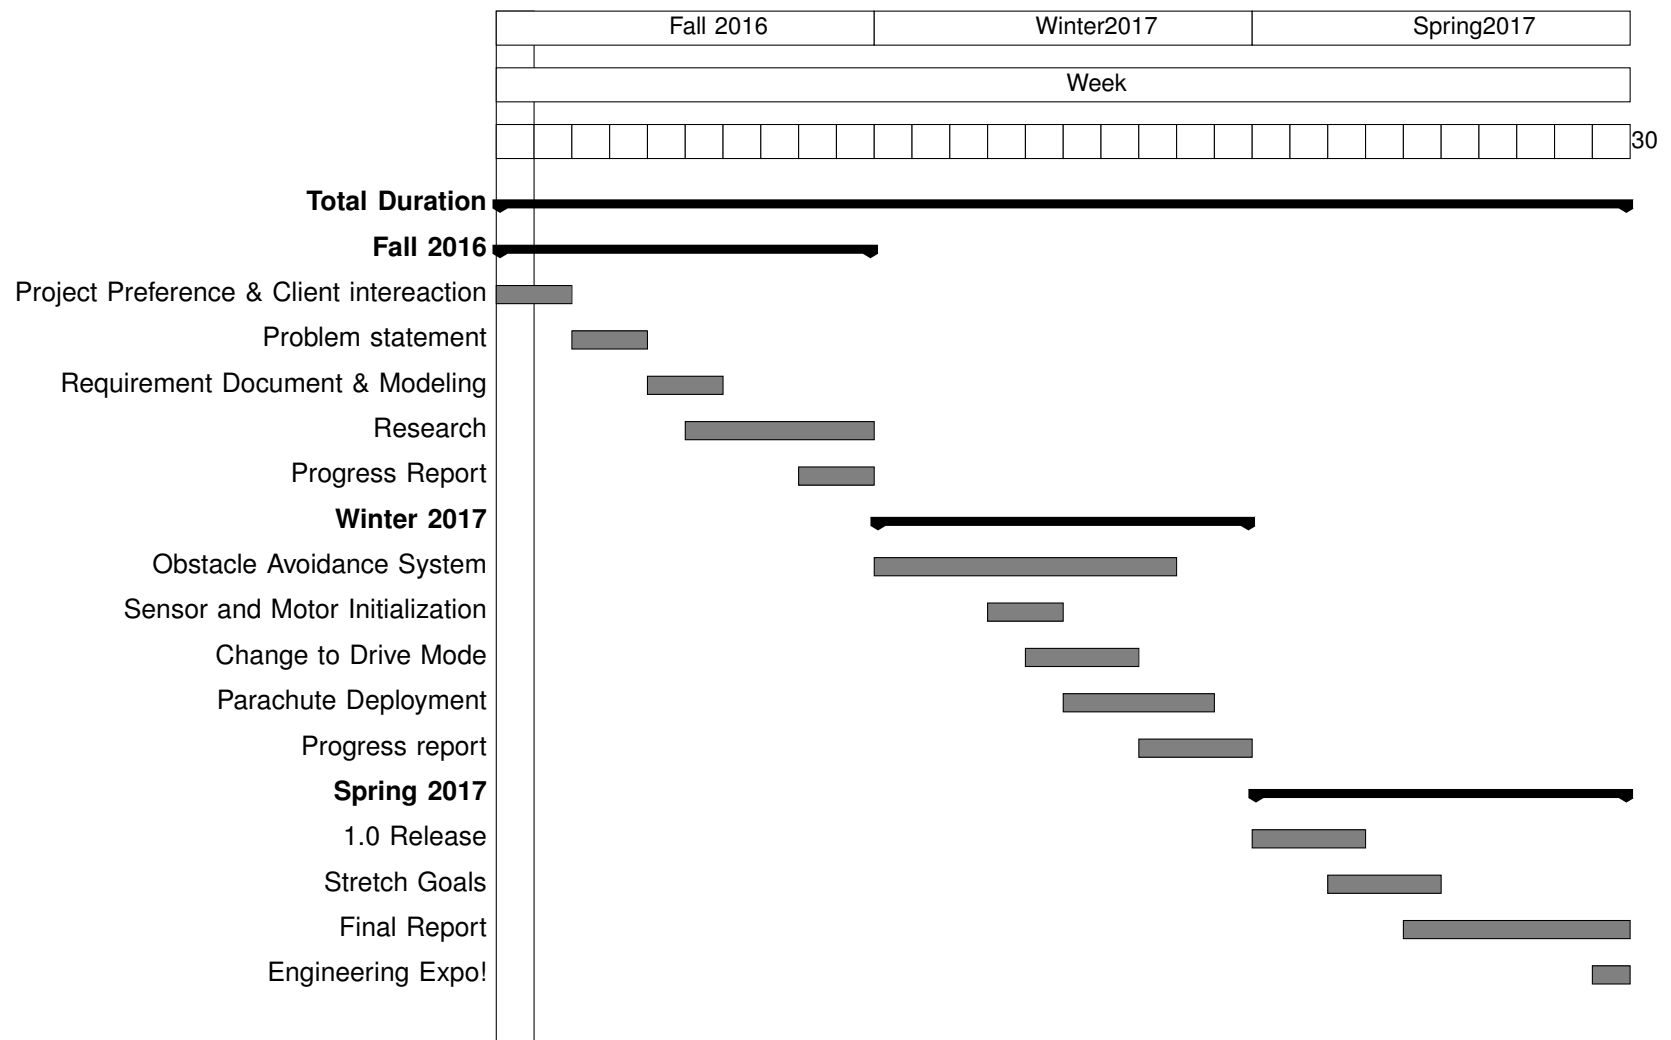 Fall 2016 Winter2017 Spring2017
Week
30
Total Duration
Fall 2016
Project Preference & Client intereaction
Problem statement
Requirement Document & Modeling
Research
Progress Report
Winter 2017
Obstacle Avoidance System
Sensor and Motor Initialization
Change to Drive Mode
Parachute Deployment
Progress report
Spring 2017
1.0 Release
Stretch Goals
Final Report
Engineering Expo!